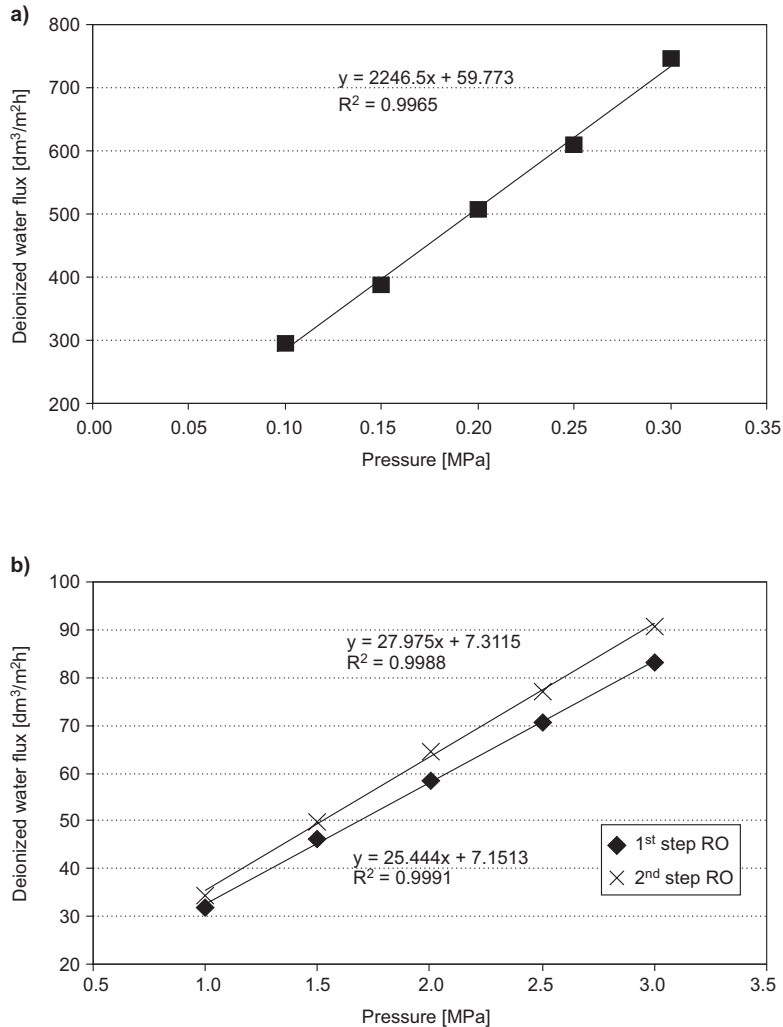 a)
800
700
600
500
400
300
200
Deionized water flux [dm³/m²h]
y = 2246.5x + 59.773
R² = 0.9965
0.00 0.05 0.10 0.15 0.20 0.25 0.30 0.35
Pressure [MPa]
b)
100
90
80
70
60
50
40
30
20
Deionized water flux [dm³/m²h]
y = 27.975x + 7.3115
R² = 0.9988
y = 25.444x + 7.1513
R² = 0.9991
1st step RO
2nd step RO
0.5 1.0 1.5 2.0 2.5 3.0 3.5
Pressure [MPa]